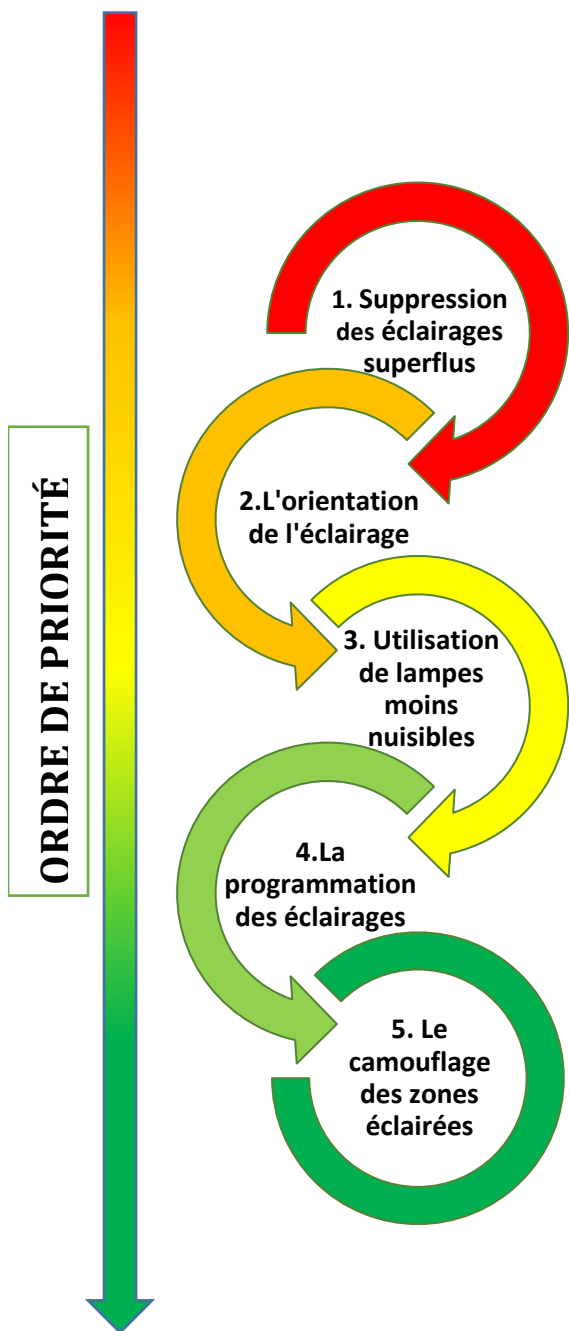 ORDRE DE PRIORITÉ
1. Suppression
des éclairages
superflus
2.L'orientation
de l'éclairage
3. Utilisation
de lampes
moins
nuisibles
4.La
programmation
des éclairages
5. Le
camouflage
des zones
éclairées